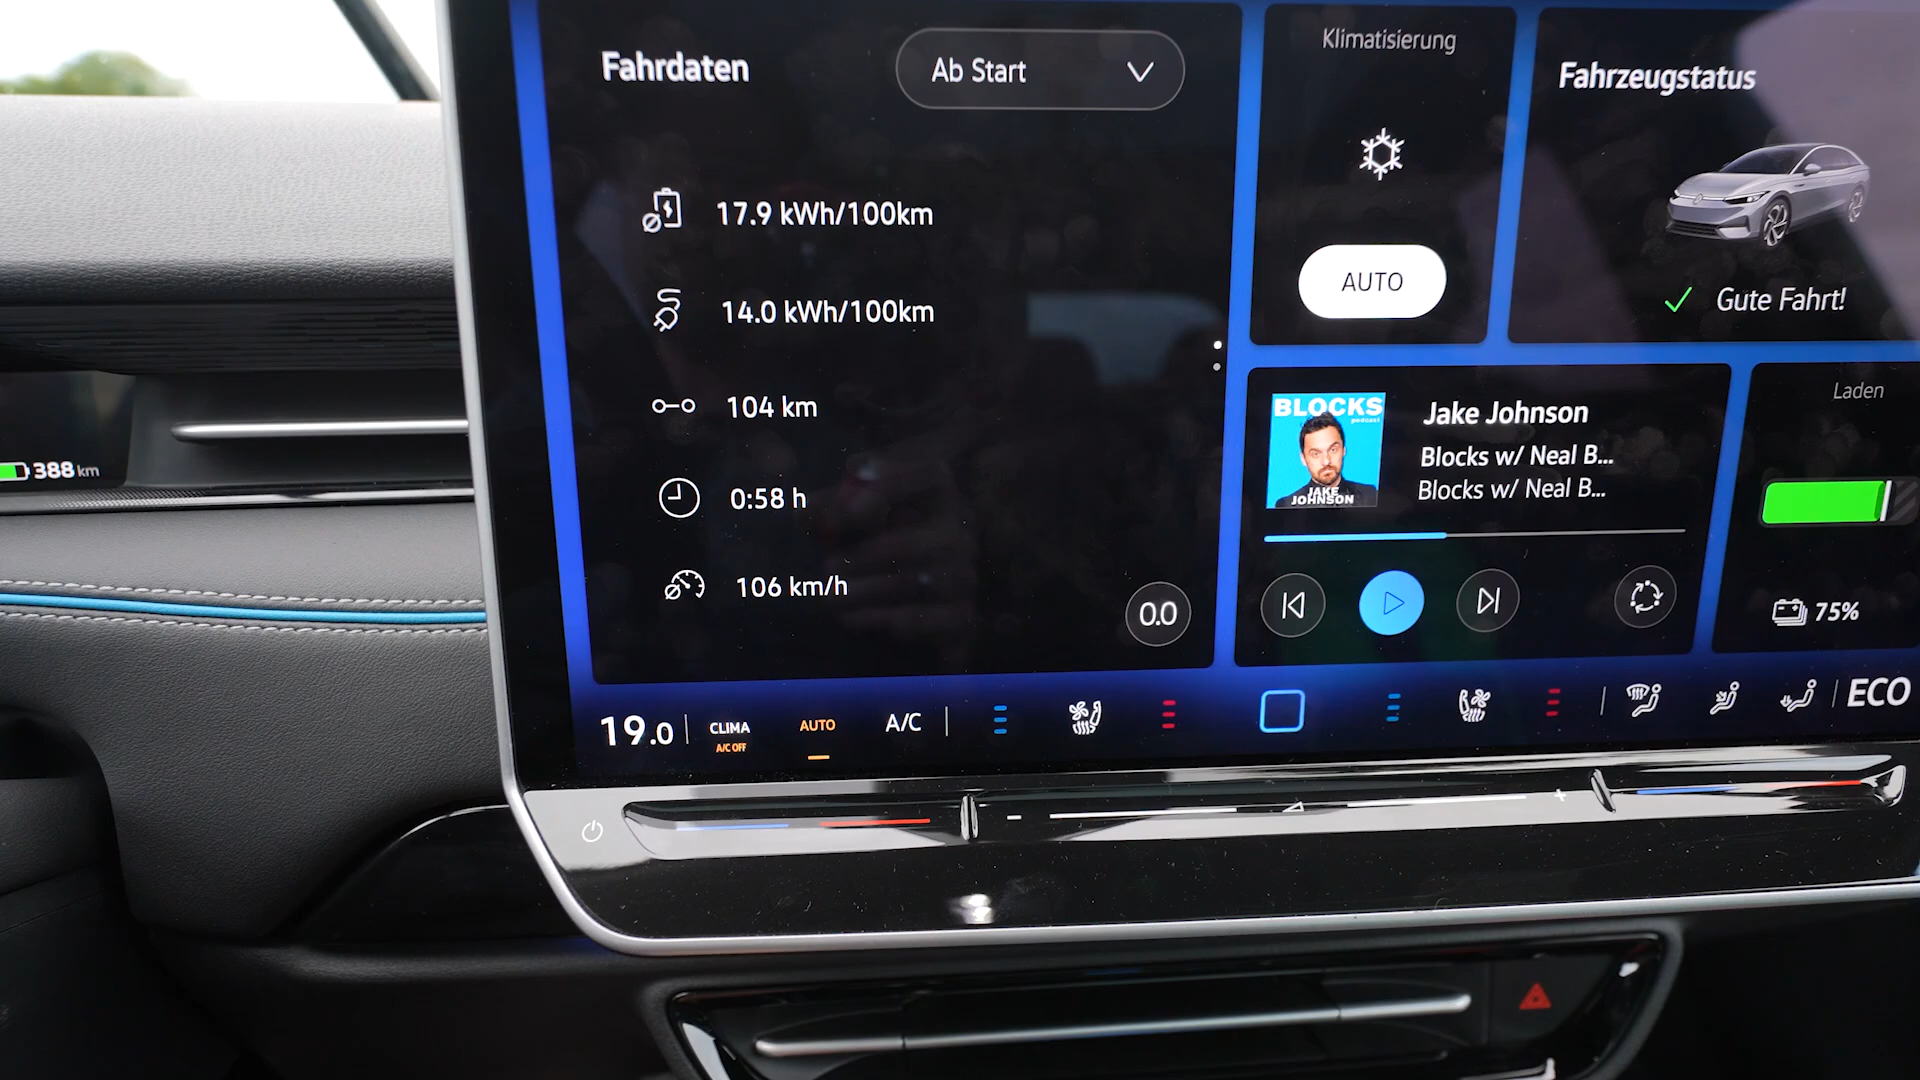 Fahrdaten
Ab Start
17.9 kWh/100km
14.0 kWh/100km
104 km
0:58 h
106 km/h
0.0
Klimatisierung
AUTO
Fahrzeugstatus
Gute Fahrt!
BLOCKS
podcast
JAKE
JOHNSON
Jake Johnson
Blocks w/ Neal B...
Blocks w/ Neal B...
Laden
75%
388 km
19.0
CLIMA
A/C OFF
AUTO
A/C
ECO
- +